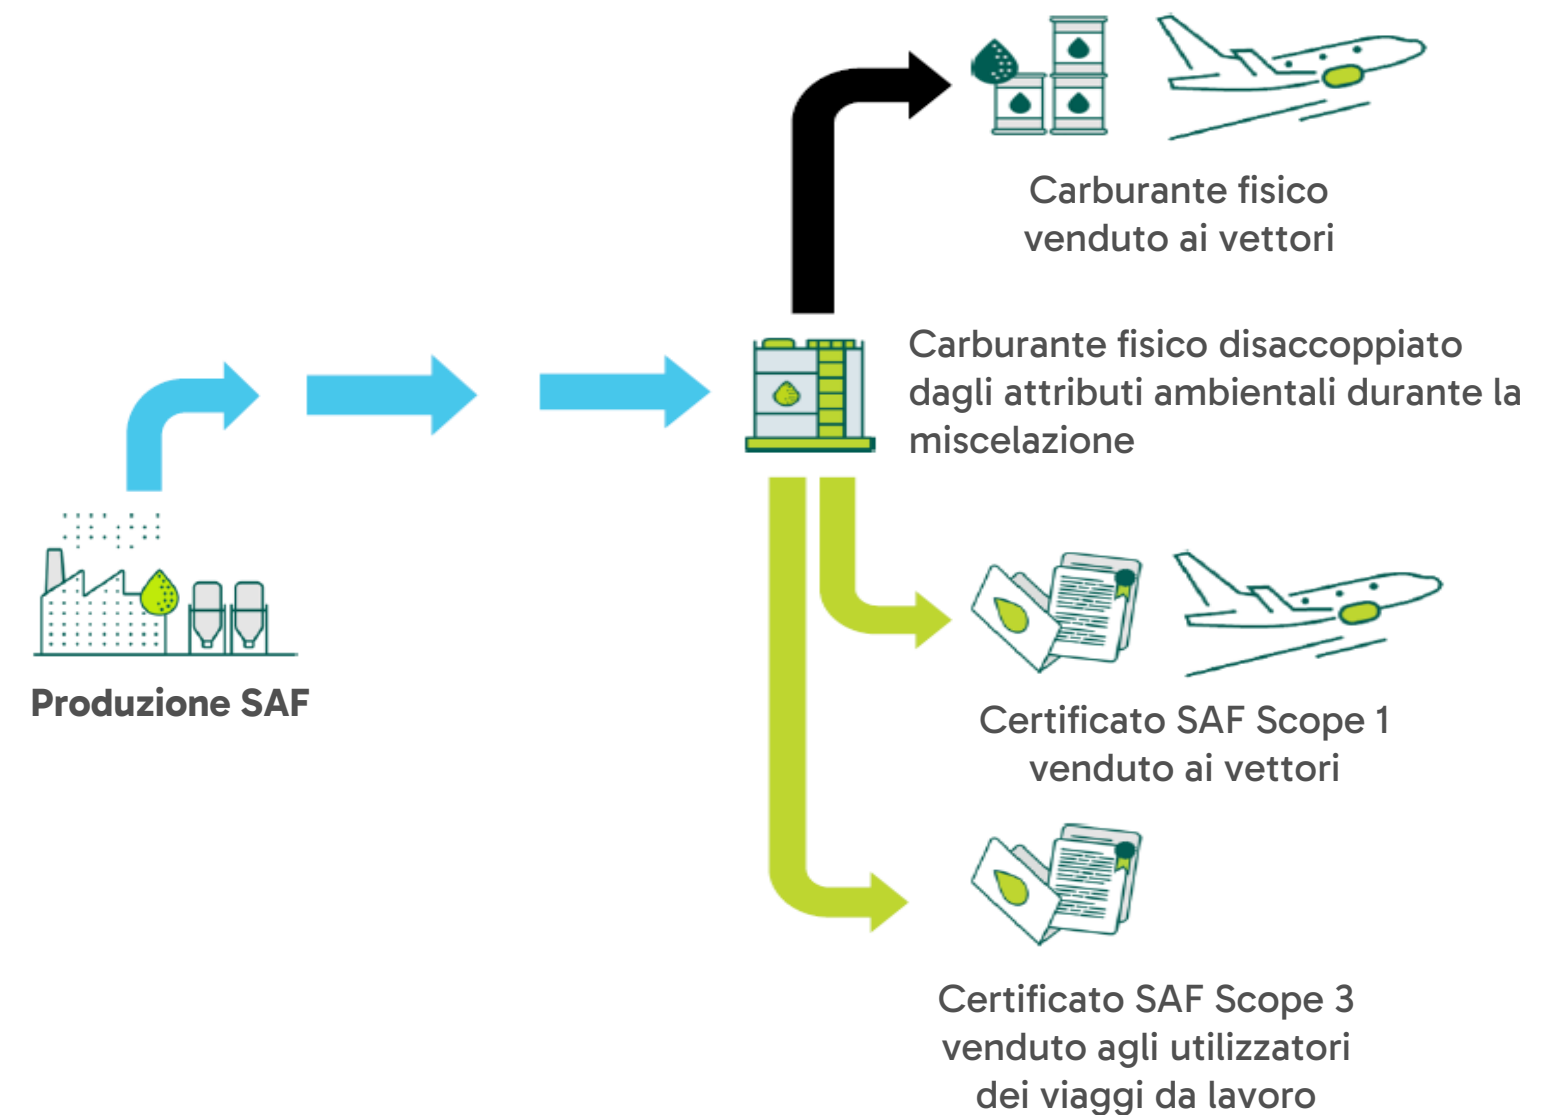 Carburante fisico
venduto ai vettori
Carburante fisico disaccoppiato
dagli attributi ambientali durante la
miscelazione
Produzione SAF
Certificato SAF Scope 1
venduto ai vettori
Certificato SAF Scope 3
venduto agli utilizzatori
dei viaggi da lavoro